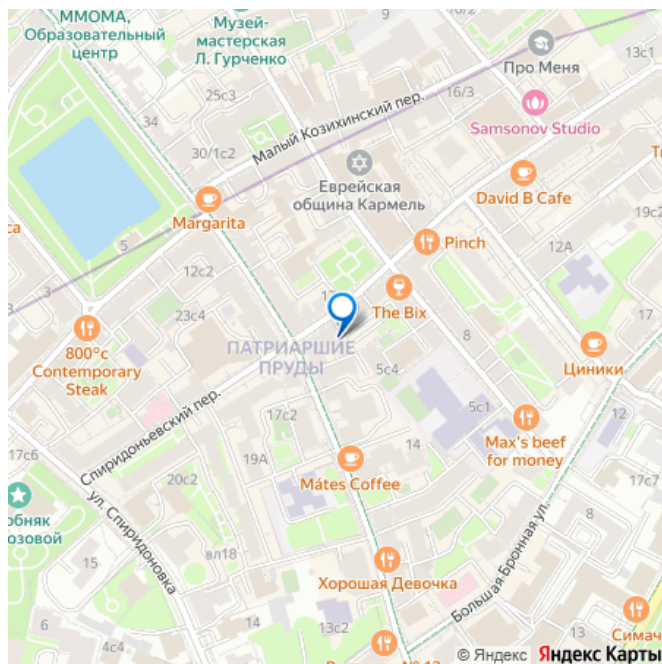 ММОМА,
Образовательный
центр
Музей-
мастерская
Л. Гурченко
9
13с1
Про Меня
25с3
16/3
Малый Козихинский пер.
Samsonov Studio
34
30/1с2
Еврейская
община Кармель
David B Cafe
Margarita
19с2
5
Pinch
12А
12с2
3
The Bix
23с4
8
17
800°c
Contemporary
Steak
ПАТРИАРШИЕ
ПРУДЫ
5с4
Циники
Спиридоньевский пер.
17с2
5с1
12
Max's beef
for money
17с6
19А
14
Mátes Coffee
20с2
17с7
ул. Спиридоновка
вл18
8
15
Хорошая Девочка
Большая Бронная ул.
6
13с2
4с4
© Яндекс Яндекс Карты